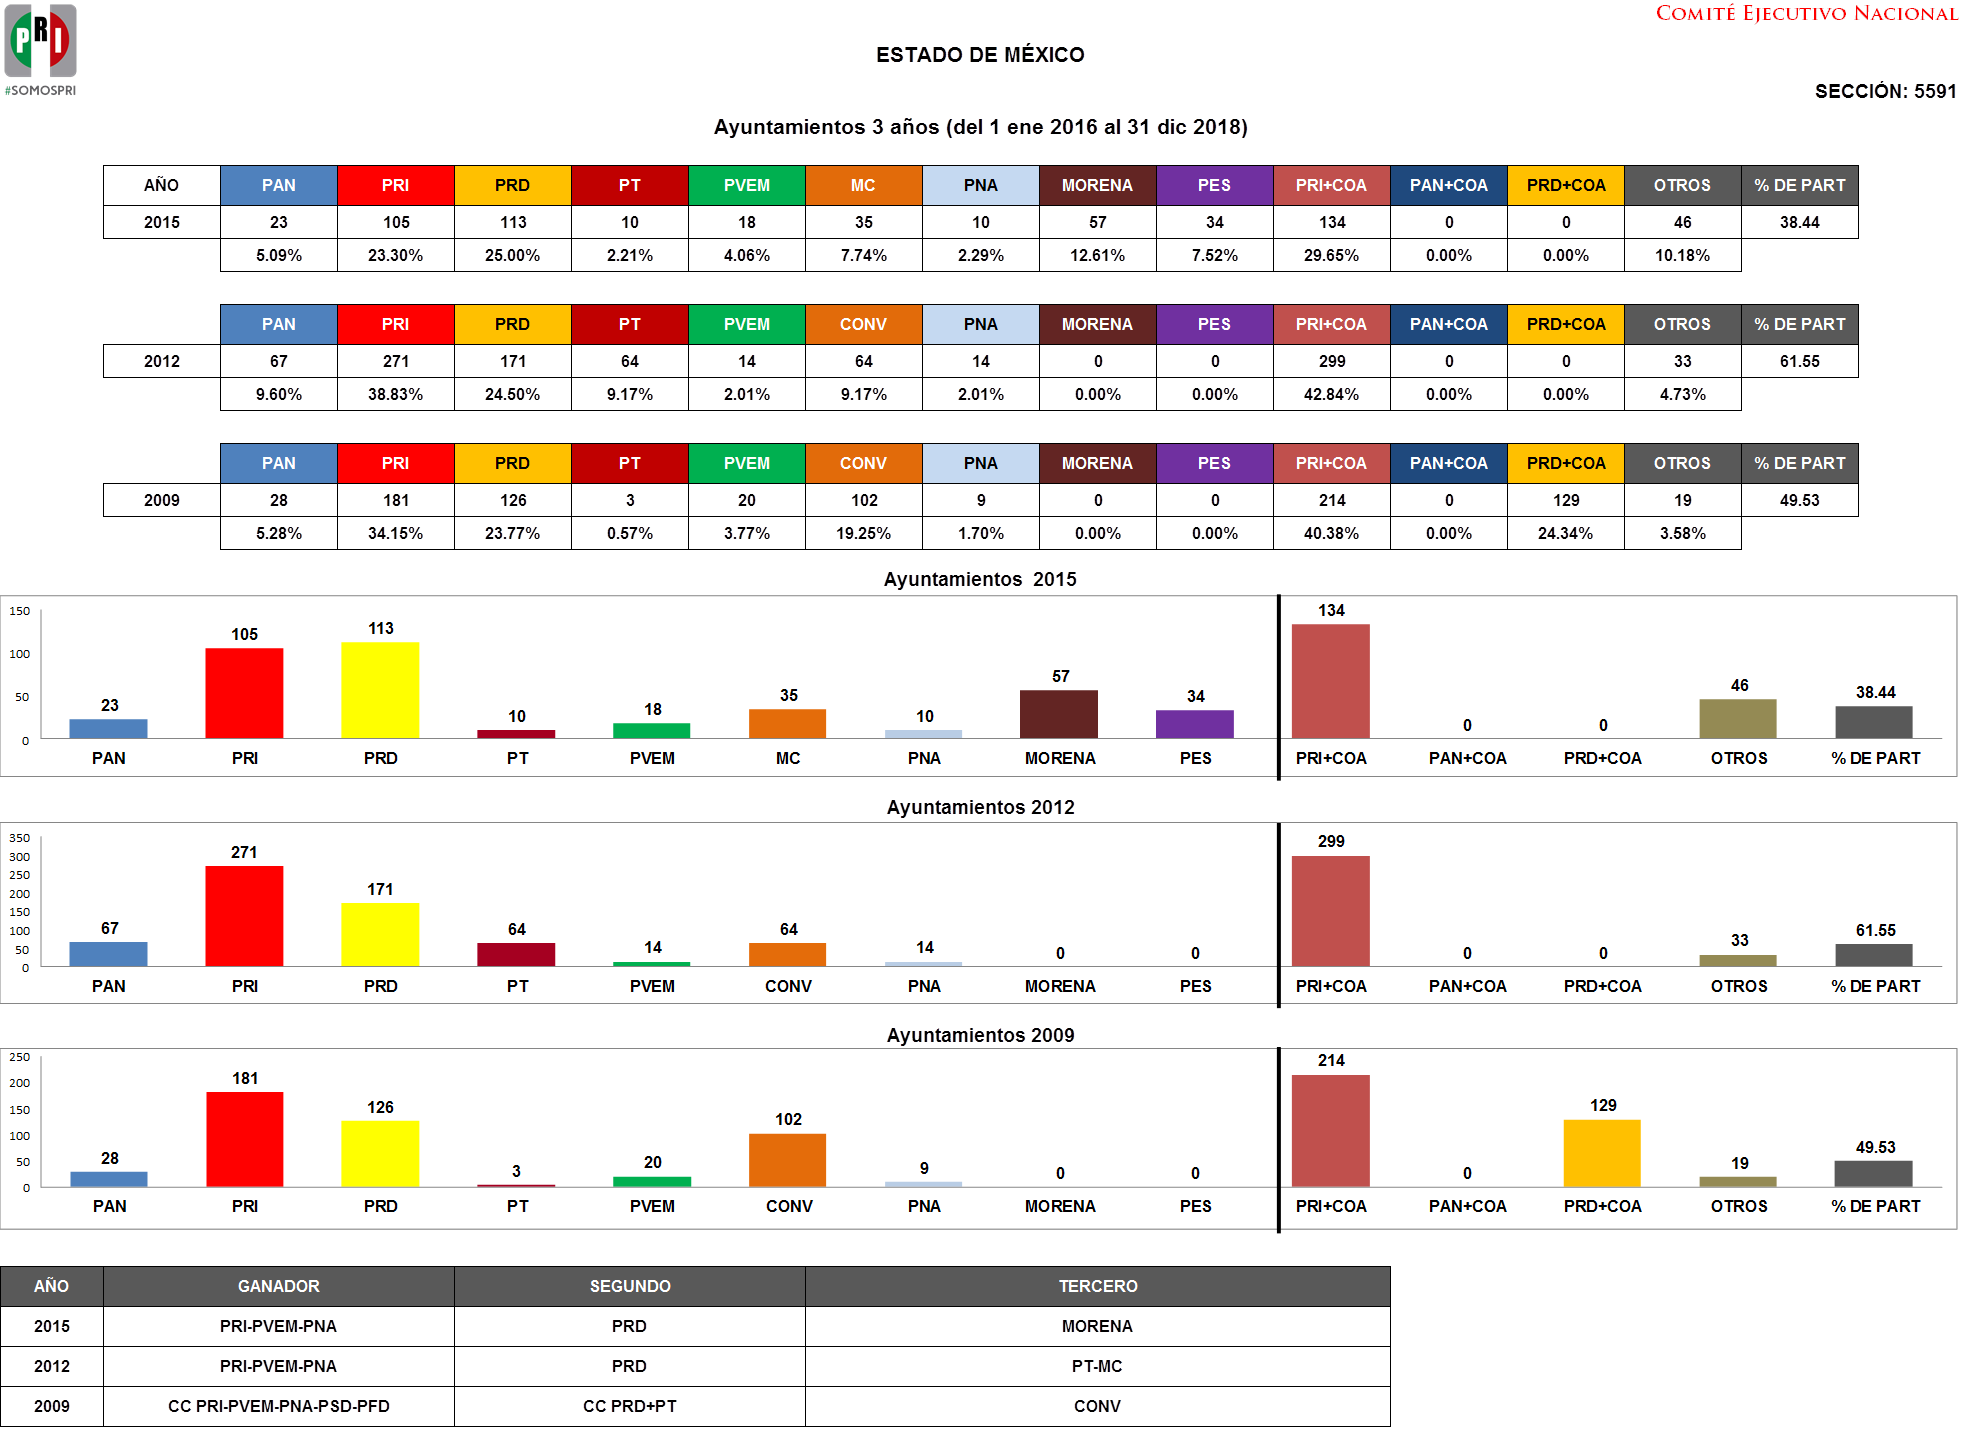 PRI
#SOMOSPRI
COMITÉ EJECUTIVO NACIONAL
ESTADO DE MÉXICO
SECCIÓN: 5591
Ayuntamientos 3 años (del 1 ene 2016 al 31 dic 2018)
AÑO PAN PRI PRD PT PVEM MC PNA MORENA PES PRI+COA PAN+COA PRD+COA OTROS % DE PART
2015 23 105 113 10 18 35 10 57 34 134 0 0 46 38.44
5.09% 23.30% 25.00% 2.21% 4.06% 7.74% 2.29% 12.61% 7.52% 29.65% 0.00% 0.00% 10.18%
PAN PRI PRD PT PVEM CONV PNA MORENA PES PRI+COA PAN+COA PRD+COA OTROS % DE PART
2012 67 271 171 64 14 64 14 0 0 299 0 0 33 61.55
9.60% 38.83% 24.50% 9.17% 2.01% 9.17% 2.01% 0.00% 0.00% 42.84% 0.00% 0.00% 4.73%
PAN PRI PRD PT PVEM CONV PNA MORENA PES PRI+COA PAN+COA PRD+COA OTROS % DE PART
2009 28 181 126 3 20 102 9 0 0 214 0 129 19 49.53
5.28% 34.15% 23.77% 0.57% 3.77% 19.25% 1.70% 0.00% 0.00% 40.38% 0.00% 24.34% 3.58%
Ayuntamientos 2015
150
100
50
0
23 105 113 10 18 35 10 57 34 134 0 0 46 38.44
PAN PRI PRD PT PVEM MC PNA MORENA PES PRI+COA PAN+COA PRD+COA OTROS % DE PART
Ayuntamientos 2012
350
300
250
200
150
100
50
0
67 271 171 64 14 64 14 0 0 299 0 0 33 61.55
PAN PRI PRD PT PVEM CONV PNA MORENA PES PRI+COA PAN+COA PRD+COA OTROS % DE PART
Ayuntamientos 2009
250
200
150
100
50
0
28 181 126 3 20 102 9 0 0 214 0 129 19 49.53
PAN PRI PRD PT PVEM CONV PNA MORENA PES PRI+COA PAN+COA PRD+COA OTROS % DE PART
AÑO GANADOR SEGUNDO TERCERO
2015 PRI-PVEM-PNA PRD MORENA
2012 PRI-PVEM-PNA PRD PT-MC
2009 CC PRI-PVEM-PNA-PSD-PFD CC PRD+PT CONV